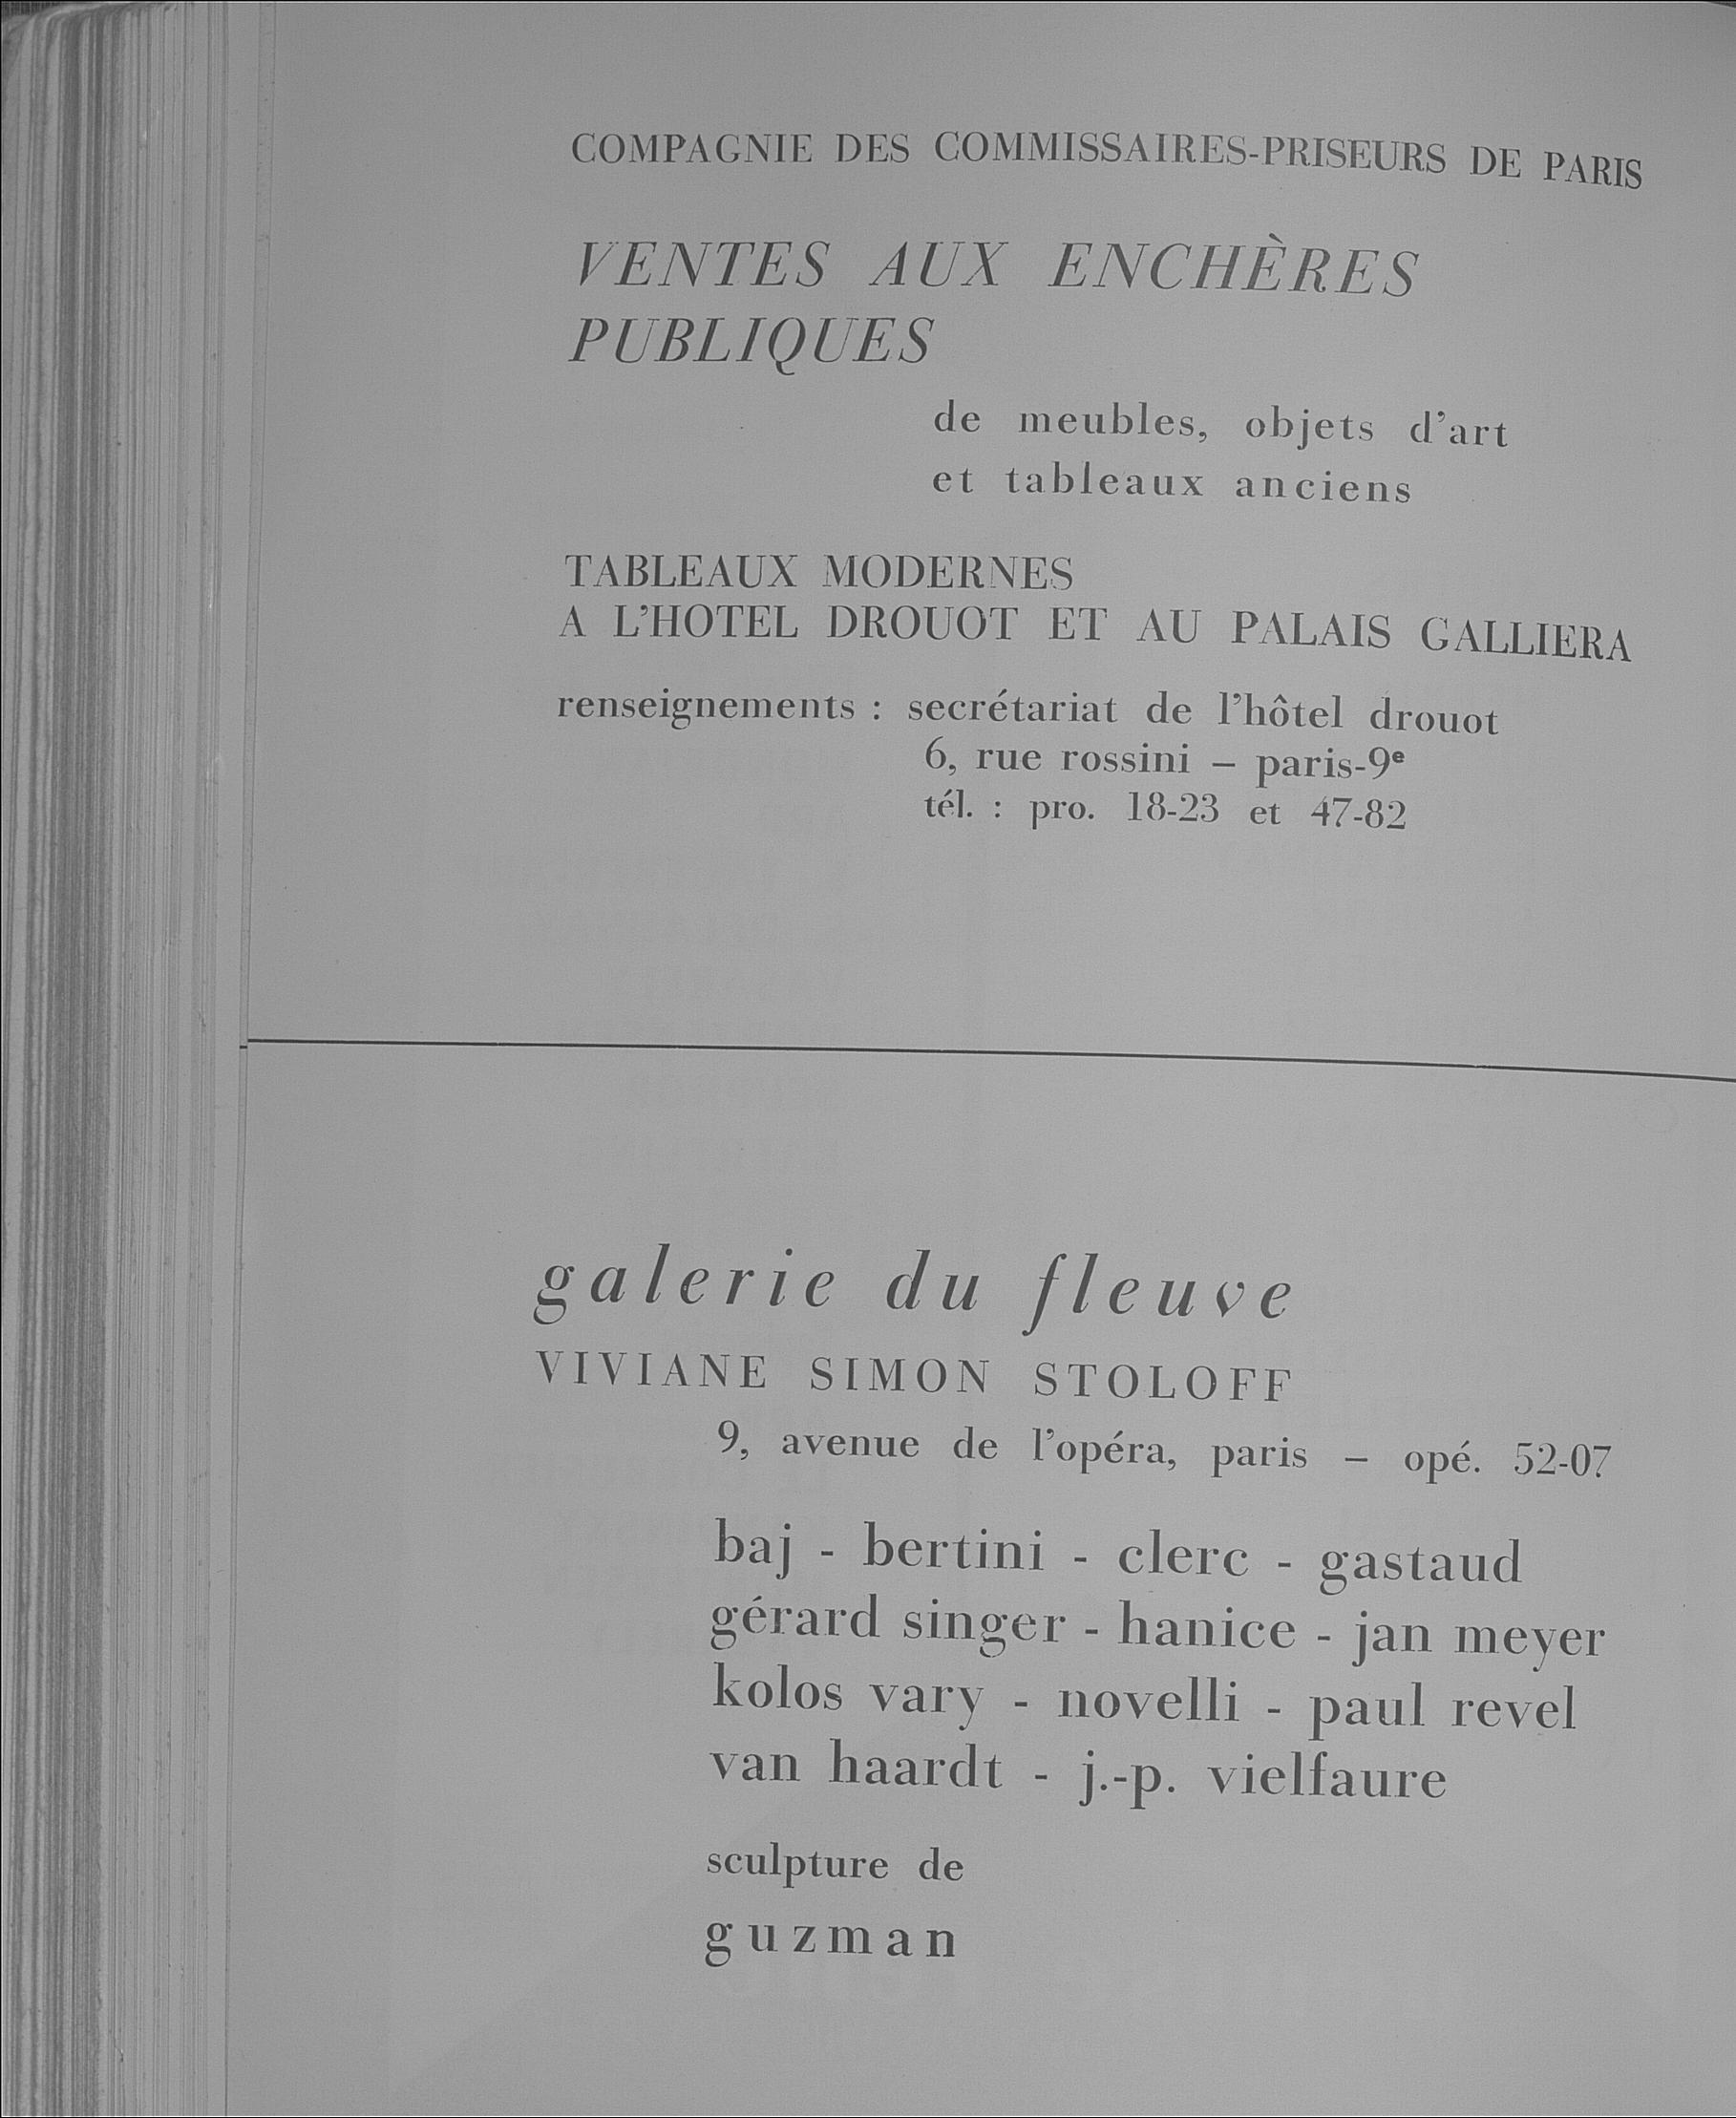 COMPAGNIE DES COMMISSAIRES-PRISEURS DE PARIS
VENTES AUX ENCHÈRES
PUBLIQUES
de meubles, objets d'art
et tableaux anciens
TABLEAUX MODERNES
A L'HOTEL DROUOT ET AU PALAIS GALLIERA
renseignements : secrétariat de l'hôtel drouot
6, rue rossini – paris-9e
tél. : pro. 18-23 et 47-82
galerie du fleuve
VIVIANE SIMON STOLOFF
9, avenue de l'opéra, paris – opé. 52-07
baj - bertini - clerc - gastaud
gérard singer - hanice - jan meyer
kolos vary - novelli - paul revel
van haardt - j.-p. vielfaure
sculpture de
guzman